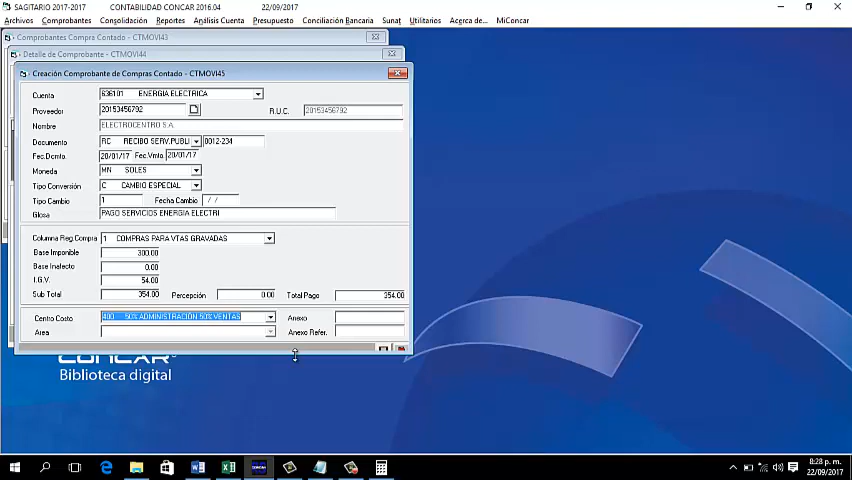 SAGITARIO 2017-2017 CONTABILIDAD CONCAR 2016.04 22/09/2017
Archivos Comprobantes Consolidación Reportes Análisis Cuenta Presupuesto Conciliación Bancaria Sunat Utilitarios Acerca de... MiConcar
Comprobantes Compra Contado - CTMOVI43
Detalle de Comprobante - CTMOVI44
Creación Comprobante de Compras Contado - CTMOVI45
Cuenta 636101 ENERGIA ELECTRICA
Proveedor 20153456792 R.U.C. 20153456792
Nombre ELECTROCENTRO S.A.
Documento RC RECIBO SERV.PUBLI 0012-234
Fec.Dcmto. 20/01/17 Fec.Vmto. 20/01/17
Moneda MN SOLES
Tipo Conversión C CAMBIO ESPECIAL
Tipo Cambio 1 Fecha Cambio / /
Glosa PAGO SERVICIOS ENERGIA ELECTRI
Columna Reg.Compra 1 COMPRAS PARA VTAS GRAVADAS
Base Imponible 300.00
Base Inafecto 0.00
I.G.V. 54.00
Sub Total 354.00 Percepción 0.00 Total Pago 354.00
Centro Costo 400 50% ADMINISTRACIÓN 50% VENTAS Anexo
Area Anexo Refer.
CONCAR®
Biblioteca digital
8:28 p. m.
22/09/2017